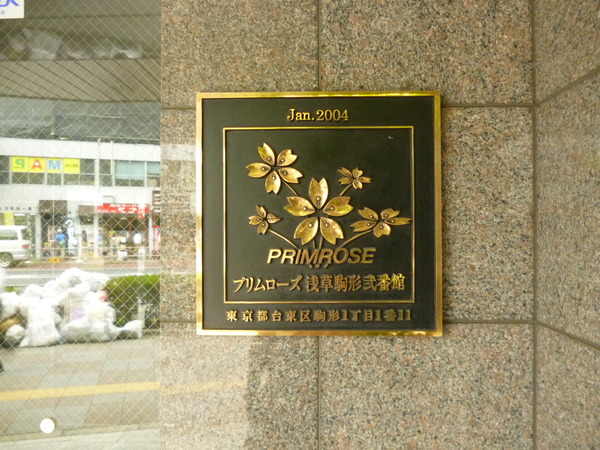 Jan.2004
PRIMROSE
プリムローズ 浅草駒形弐番館
東京都台東区駒形1丁目1番11
MAP